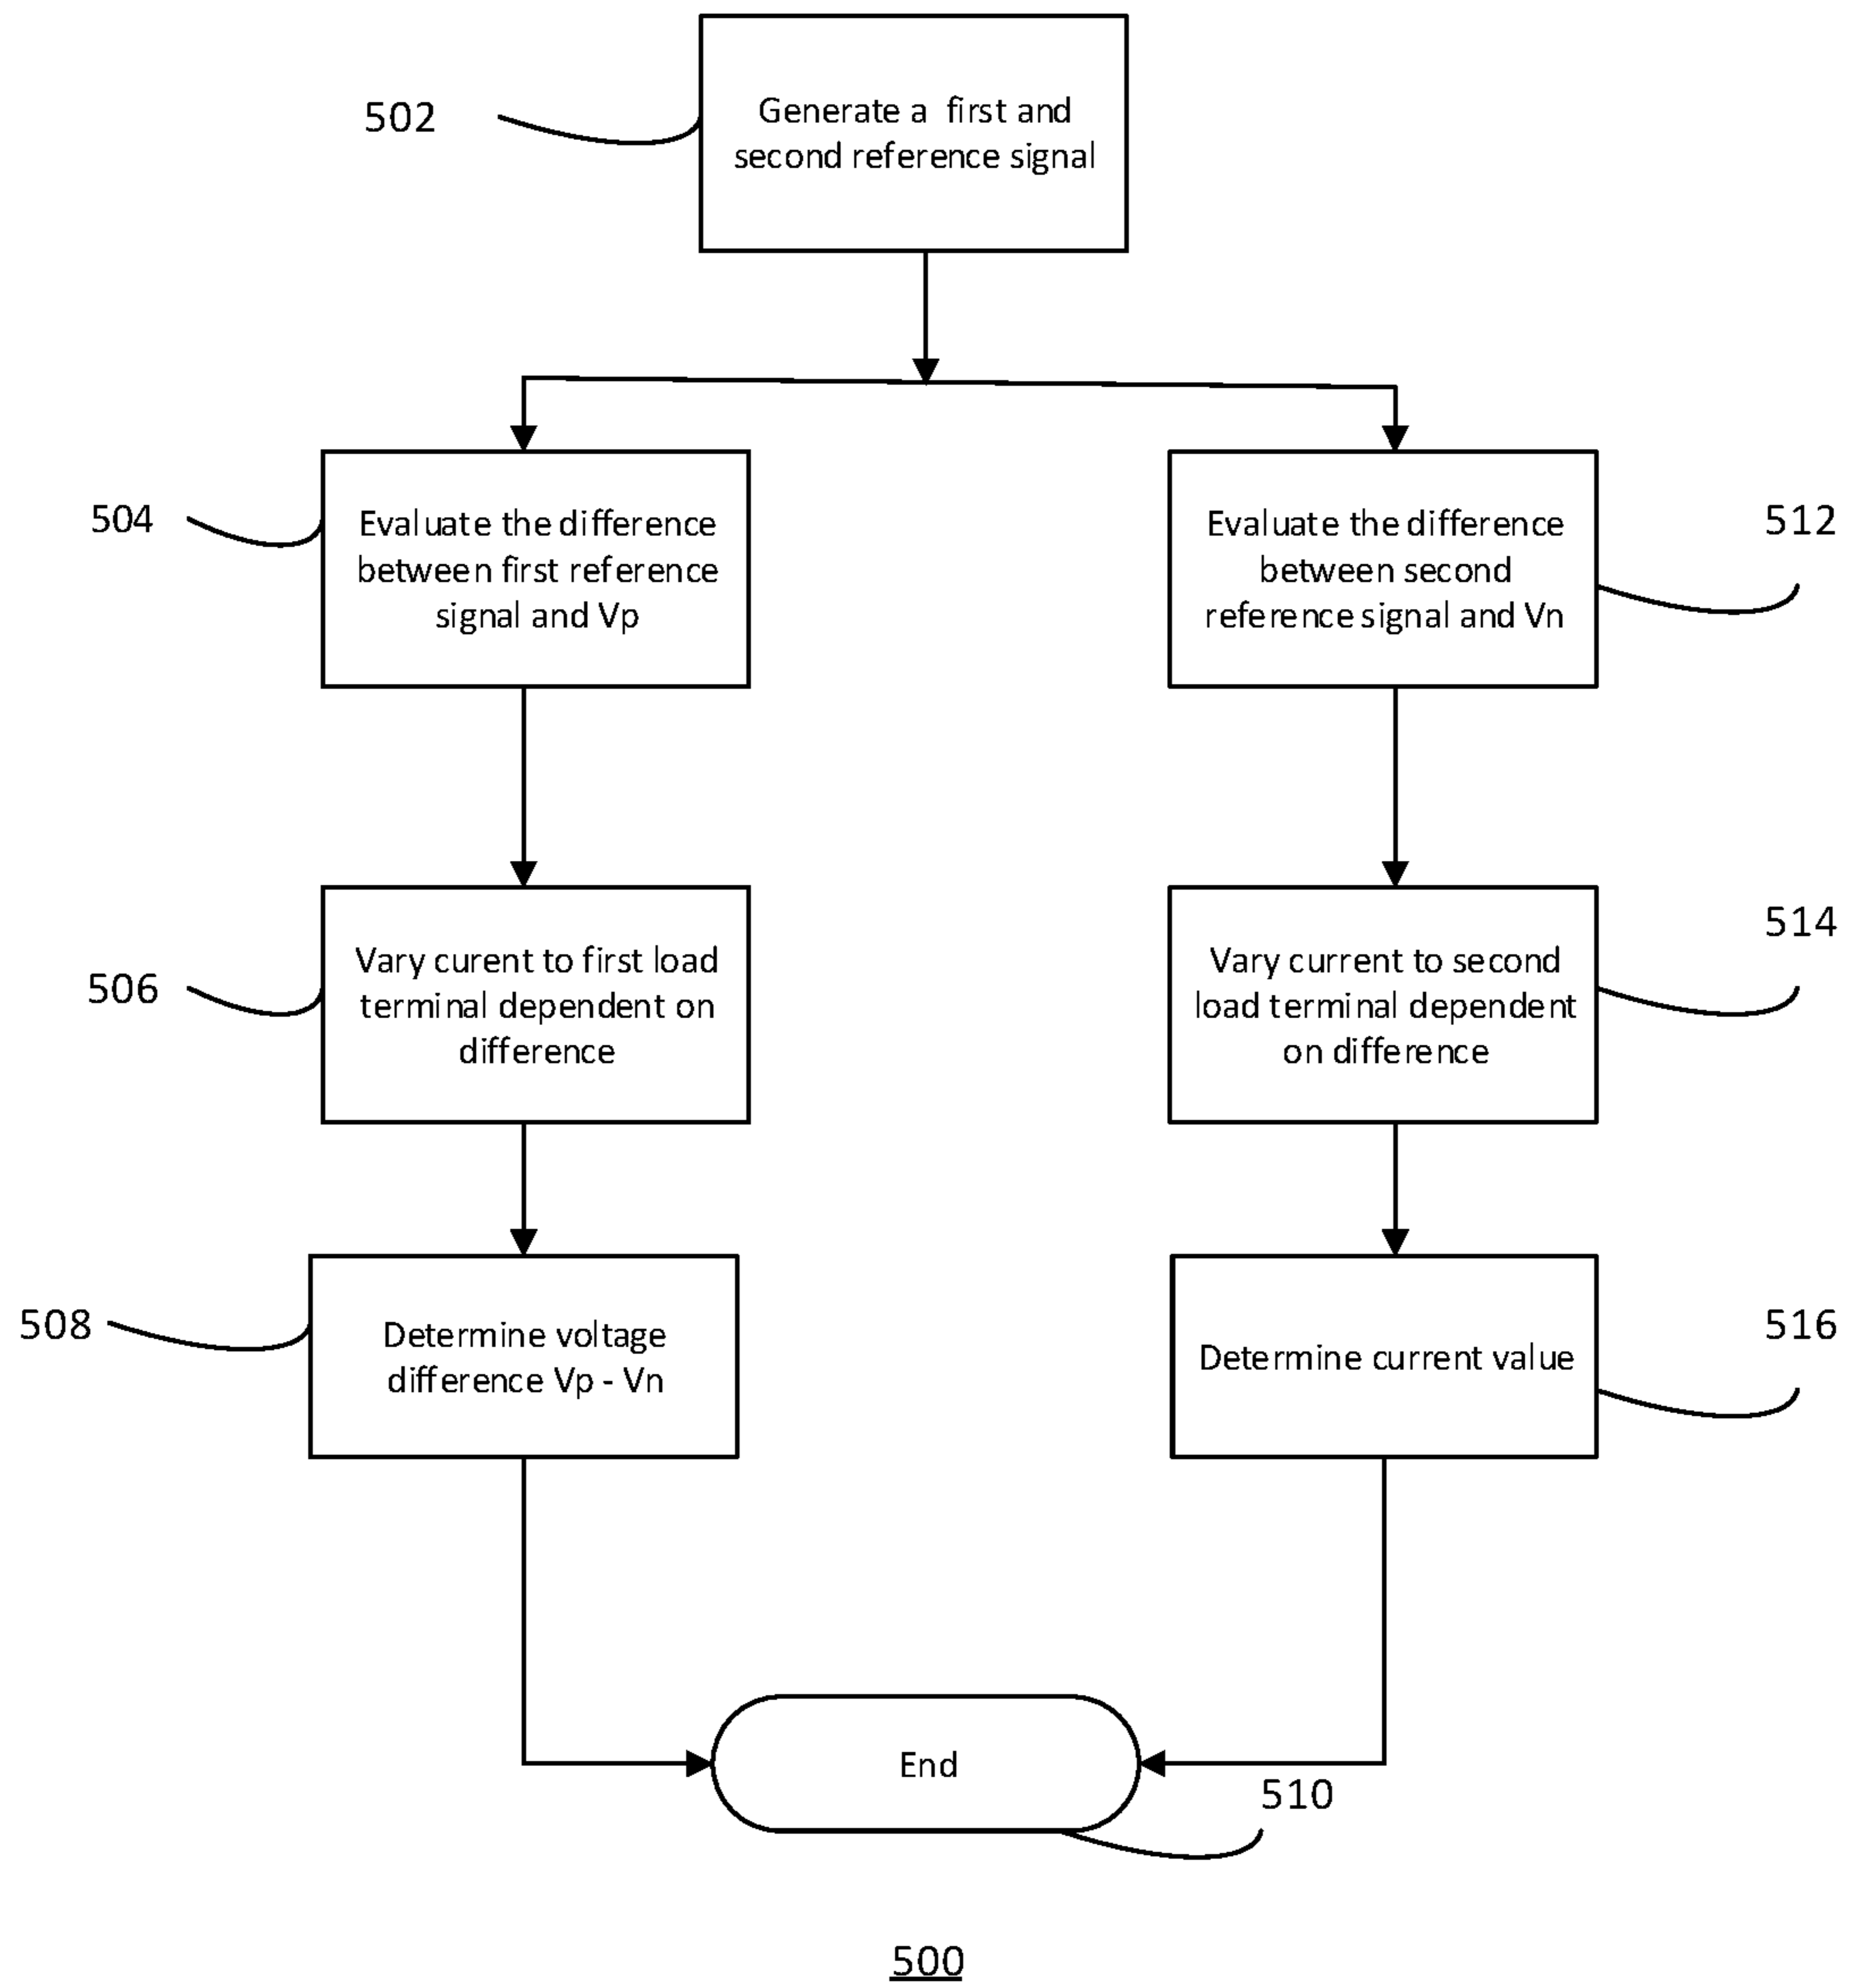 502
Generate a first and
second reference signal
504
Evaluate the difference
between first reference
signal and Vp
Evaluate the difference
between second
reference signal and Vn
512
506
Vary curent to first load
terminal dependent on
difference
Vary current to second
load terminal dependent
on difference
514
508
Determine voltage
difference Vp - Vn
Determine current value
516
End
510
500